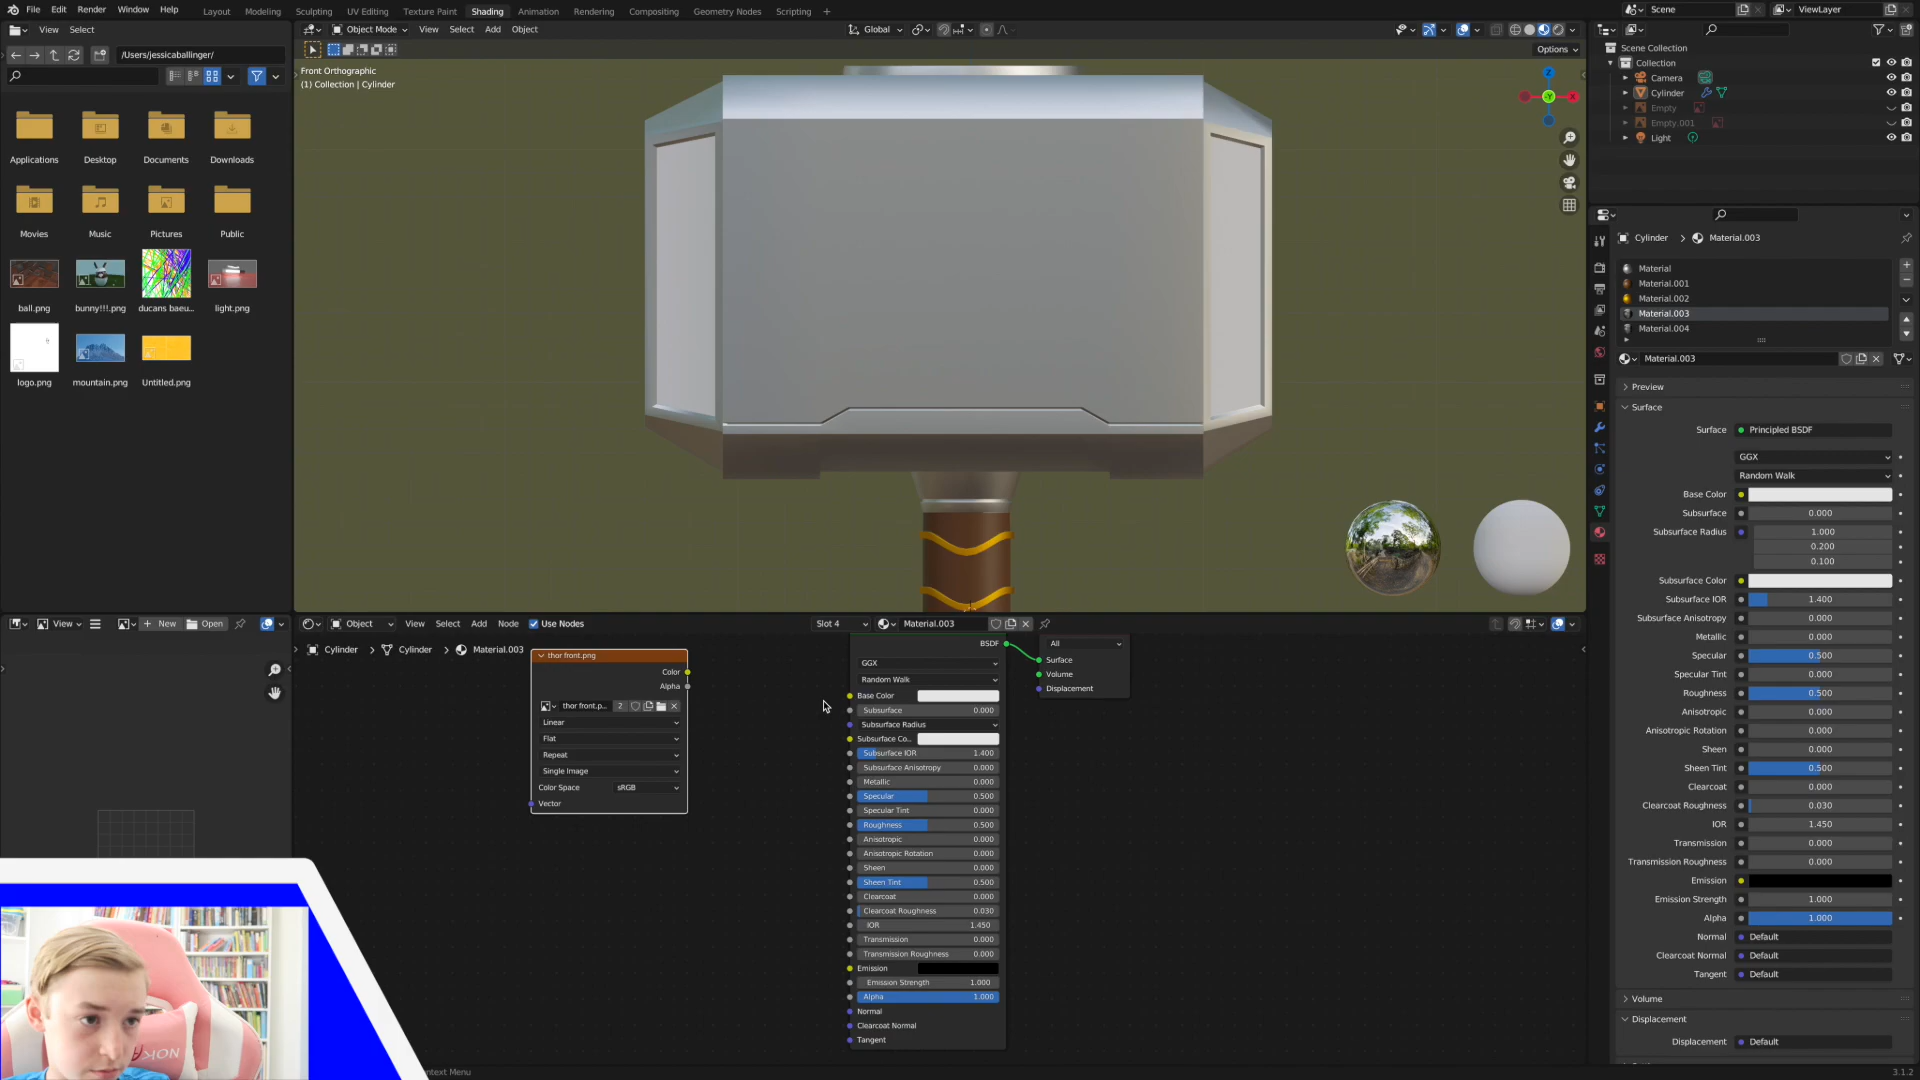 File Edit Render Window Help
Layout Modeling Sculpting UV Editing Texture Paint Shading Animation Rendering Compositing Geometry Nodes Scripting +
Scene
ViewLayer
View Select
/Users/jessicaballinger/
Applications Desktop Documents Downloads
Movies Music Pictures Public
ball.png bunny!!!.png ducans baeu... light.png
logo.png mountain.png Untitled.png
Object Mode View Select Add Object
Global
Options
Front Orthographic
(1) Collection | Cylinder
Z
Y
X
Scene Collection
Collection
Camera
Cylinder
Empty
Empty.001
Light
Cylinder > Material.003
Material
Material.001
Material.002
Material.003
Material.004
Material.003
Preview
Surface
Surface Principled BSDF
GGX
Random Walk
Base Color
Subsurface 0.000
Subsurface Radius 1.000
0.200
0.100
Subsurface Color
Subsurface IOR 1.400
Subsurface Anisotropy 0.000
Metallic 0.000
Specular 0.500
Specular Tint 0.000
Roughness 0.500
Anisotropic 0.000
Anisotropic Rotation 0.000
Sheen 0.000
Sheen Tint 0.500
Clearcoat 0.000
Clearcoat Roughness 0.030
IOR 1.450
Transmission 0.000
Transmission Roughness 0.000
Emission
Emission Strength 1.000
Alpha 1.000
Normal Default
Clearcoat Normal Default
Tangent Default
Volume
Displacement
Displacement Default
3.1.2
View New Open
Object View Select Add Node Use Nodes
Slot 4
Material.003
Cylinder > Cylinder > Material.003
thor front.png
Color
Alpha
thor front.p... 2
Linear
Flat
Repeat
Single Image
Color Space sRGB
Vector
BSDF
GGX
Random Walk
Base Color
Subsurface 0.000
Subsurface Radius
Subsurface Co...
Subsurface IOR 1.400
Subsurface Anisotropy 0.000
Metallic 0.000
Specular 0.500
Specular Tint 0.000
Roughness 0.500
Anisotropic 0.000
Anisotropic Rotation 0.000
Sheen 0.000
Sheen Tint 0.500
Clearcoat 0.000
Clearcoat Roughness 0.030
IOR 1.450
Transmission 0.000
Transmission Roughness 0.000
Emission
Emission Strength 1.000
Alpha 1.000
Normal
Clearcoat Normal
Tangent
All
Surface
Volume
Displacement
ontext Menu